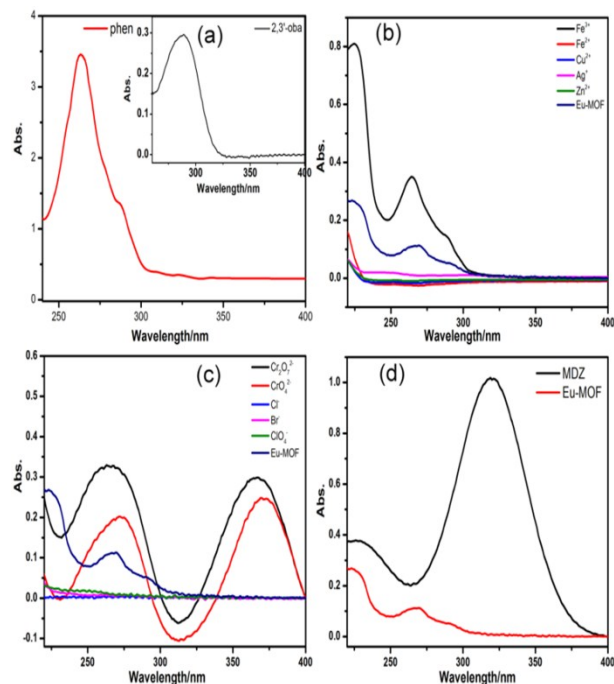 phen
(a)
2,3'-oba
0.3
0.2
0.1
0.0
300
350
400
Wavelength/nm
Abs.
4
3
2
1
0
250
300
350
400
Wavelength/nm
Abs.
(b)
Fe³⁺
Fe²⁺
Cu²⁺
Ag⁺
Zn²⁺
Eu-MOF
0.8
0.6
0.4
0.2
0.0
250
300
350
400
Wavelength/nm
Abs.
(c)
Cr₂O₇²⁻
CrO₄²⁻
Cl⁻
Br⁻
ClO₄⁻
Eu-MOF
0.6
0.5
0.4
0.3
0.2
0.1
0.0
-0.1
250
300
350
400
Wavelength/nm
Abs.
(d)
MDZ
Eu-MOF
1.0
0.8
0.6
0.4
0.2
0.0
250
300
350
400
Wavelength/nm
Abs.